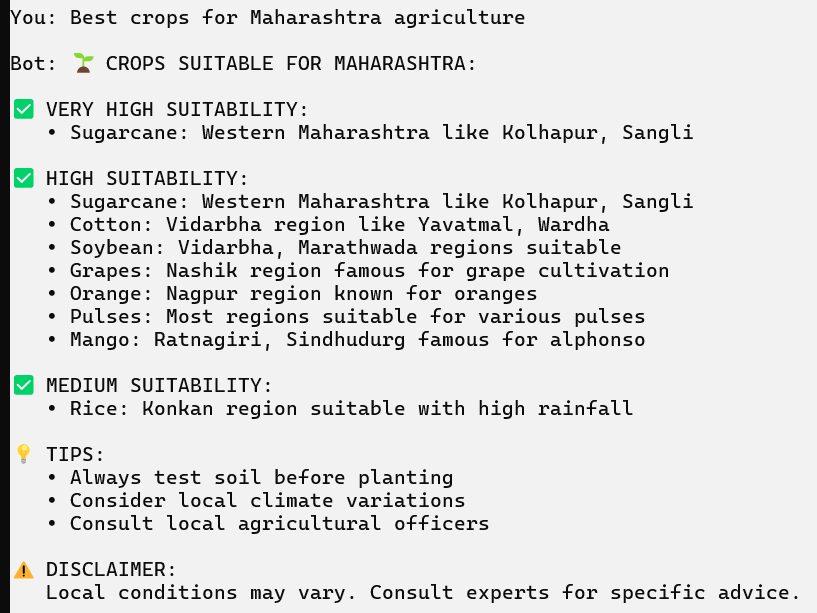 You: Best crops for Maharashtra agriculture
Bot: 🌱 CROPS SUITABLE FOR MAHARASHTRA:
✅ VERY HIGH SUITABILITY:
• Sugarcane: Western Maharashtra like Kolhapur, Sangli
✅ HIGH SUITABILITY:
• Sugarcane: Western Maharashtra like Kolhapur, Sangli
• Cotton: Vidarbha region like Yavatmal, Wardha
• Soybean: Vidarbha, Marathwada regions suitable
• Grapes: Nashik region famous for grape cultivation
• Orange: Nagpur region known for oranges
• Pulses: Most regions suitable for various pulses
• Mango: Ratnagiri, Sindhudurg famous for alphonso
✅ MEDIUM SUITABILITY:
• Rice: Konkan region suitable with high rainfall
💡 TIPS:
• Always test soil before planting
• Consider local climate variations
• Consult local agricultural officers
⚠️ DISCLAIMER:
Local conditions may vary. Consult experts for specific advice.